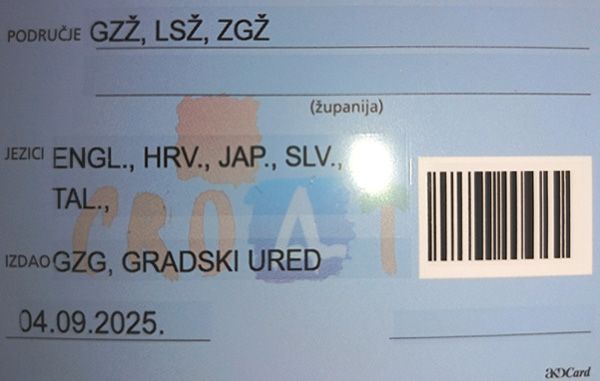 PODRUČJE GZŽ, LSŽ, ZGŽ
(županija)
JEZICI ENGL., HRV., JAP., SLV.,
TAL.,
CROAT
IZDAO GZG, GRADSKI URED
04.09.2025.
AKDCard